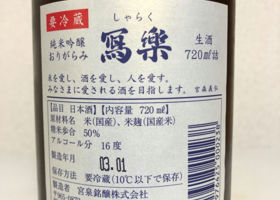 要冷蔵
しゃらく
純米吟醸
おりがらみ
寫樂
生酒
720㎖詰
米を愛し、酒を愛し、人を愛す。
みなさまに愛される酒を目指します。
宮森義弘
【品目 日本酒】【内容量 720㎖】
原材料名 米(国産)、米麹(国産米)
精米歩合 50%
アルコール分 16度
製造年月 03.01
保存方法 要冷蔵(10℃以下で保存)
製造者 宮泉銘醸株式会社